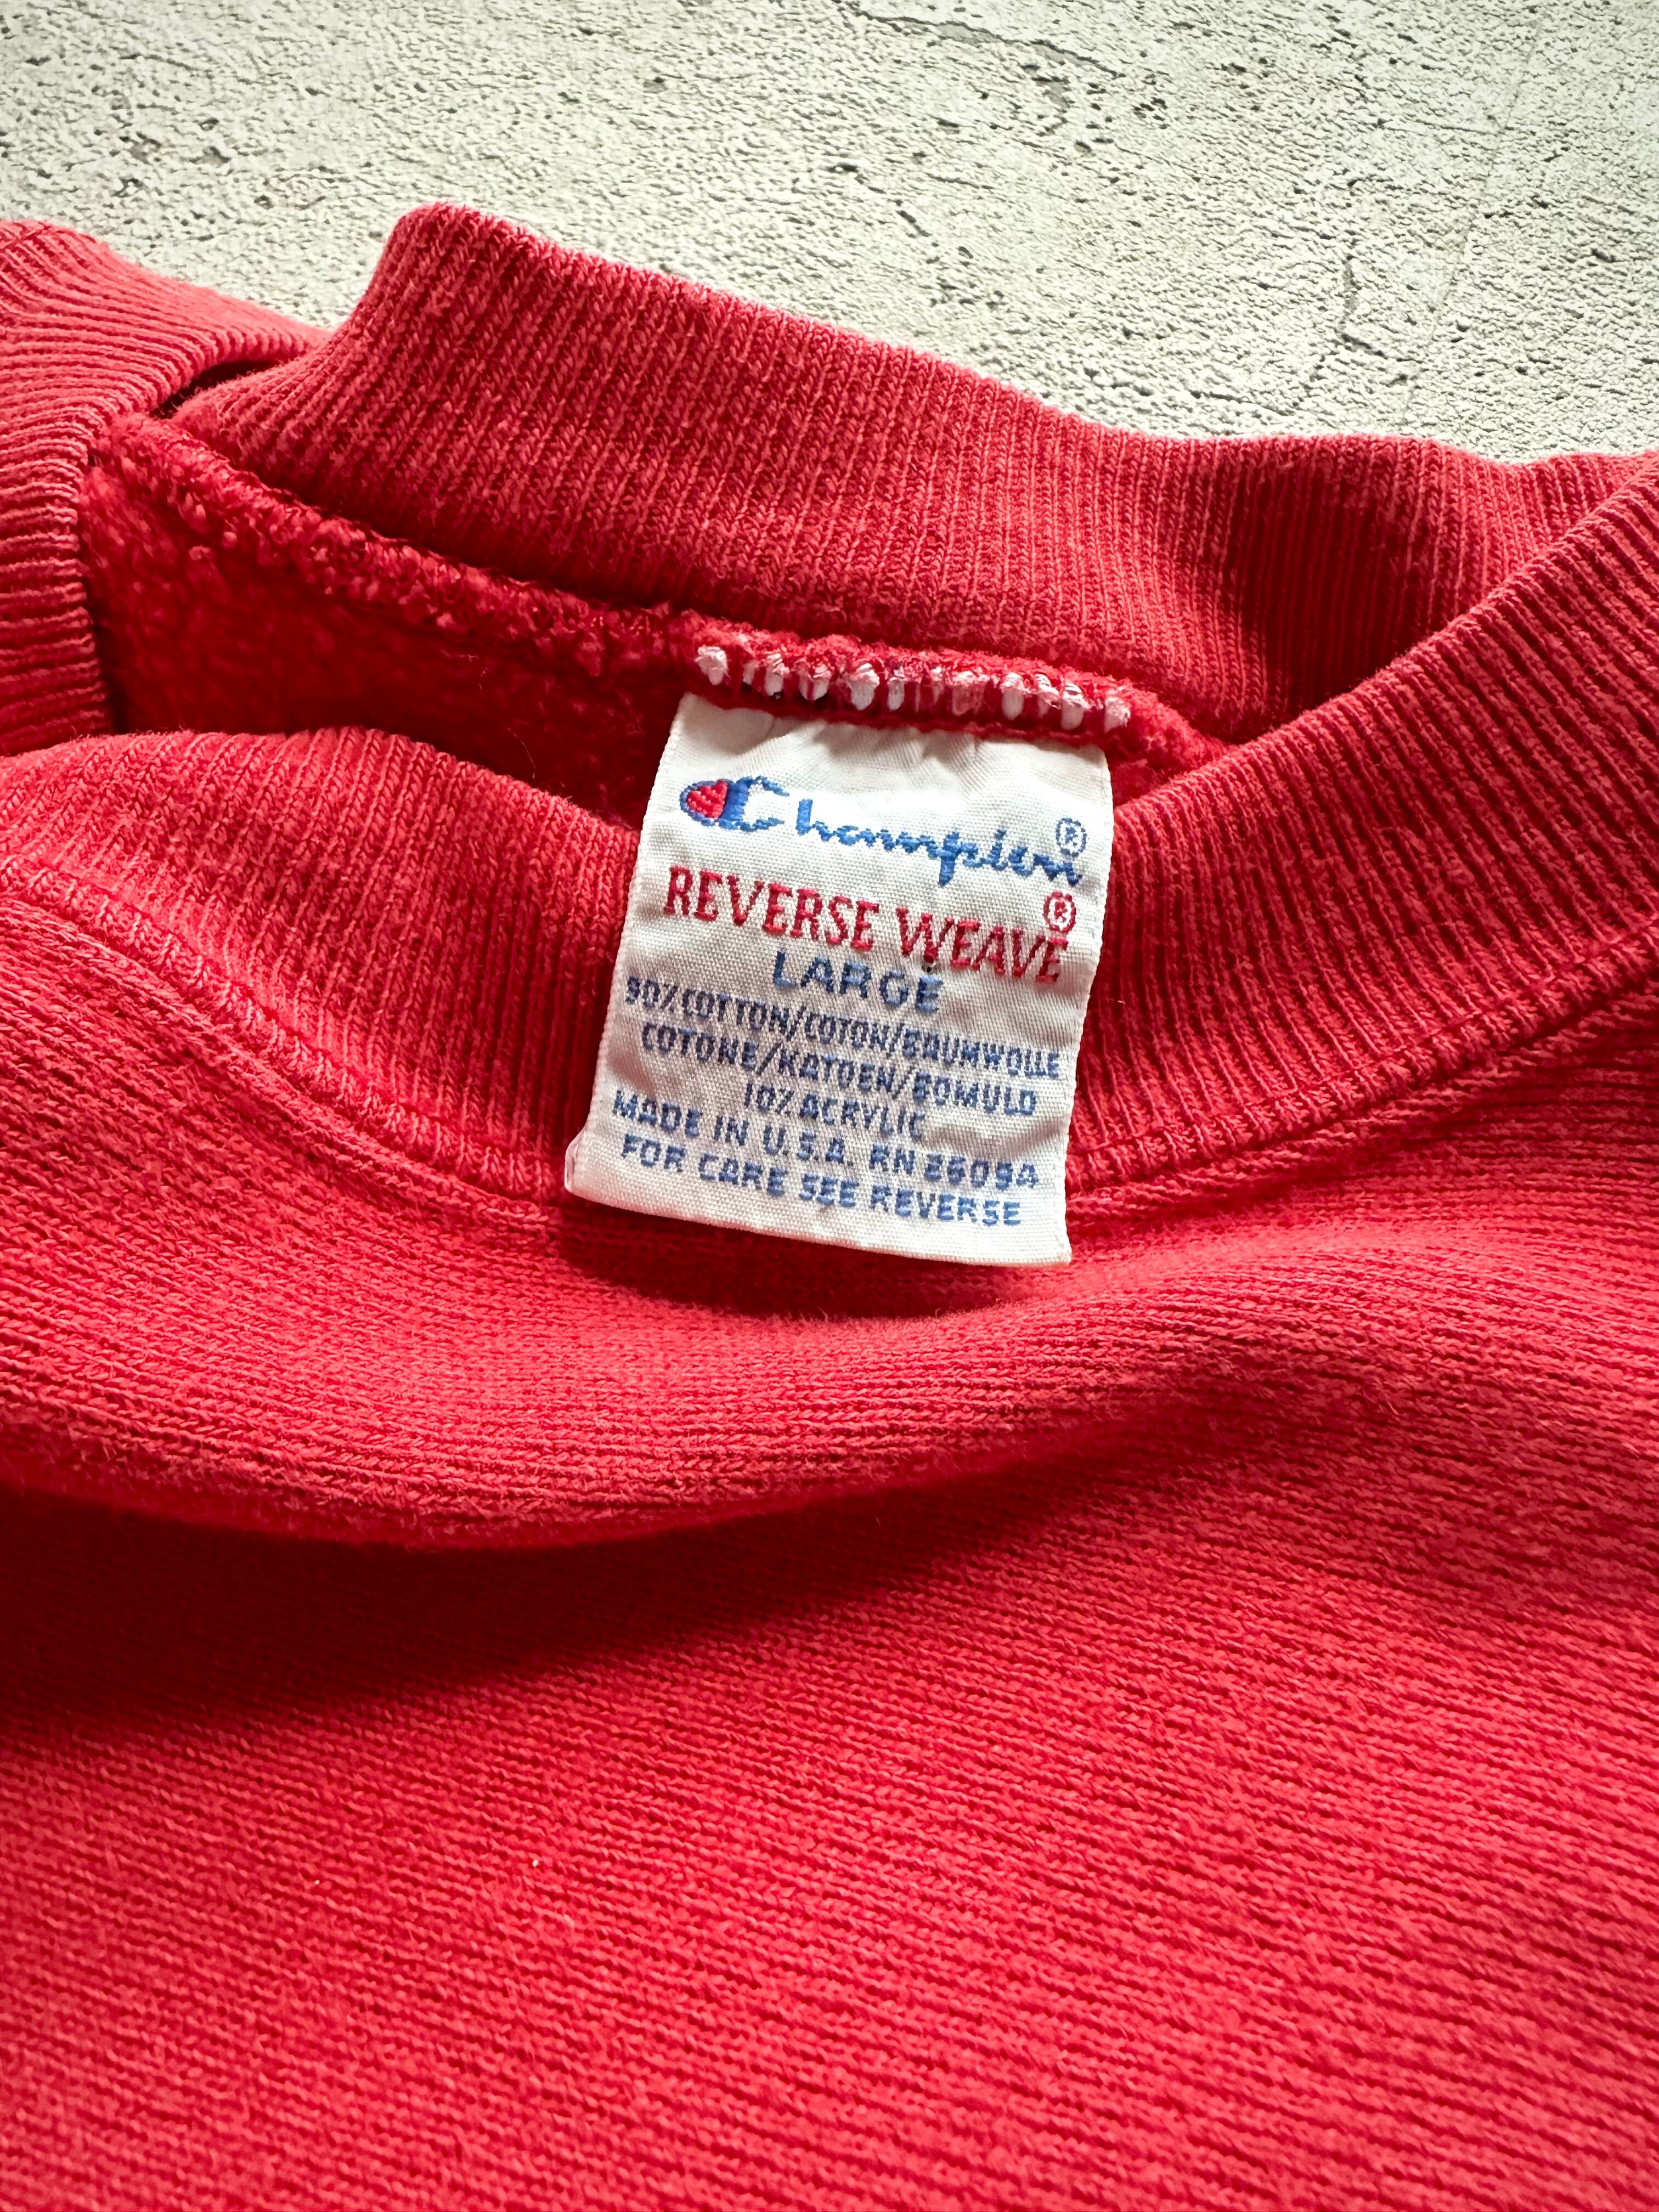 Champion®
REVERSE WEAVE®
LARGE
90% COTTON/COTON/BAUMWOLLE
COTONE/KATOEN/BOMULD
10% ACRYLIC
MADE IN U.S.A. RN 26094
FOR CARE SEE REVERSE